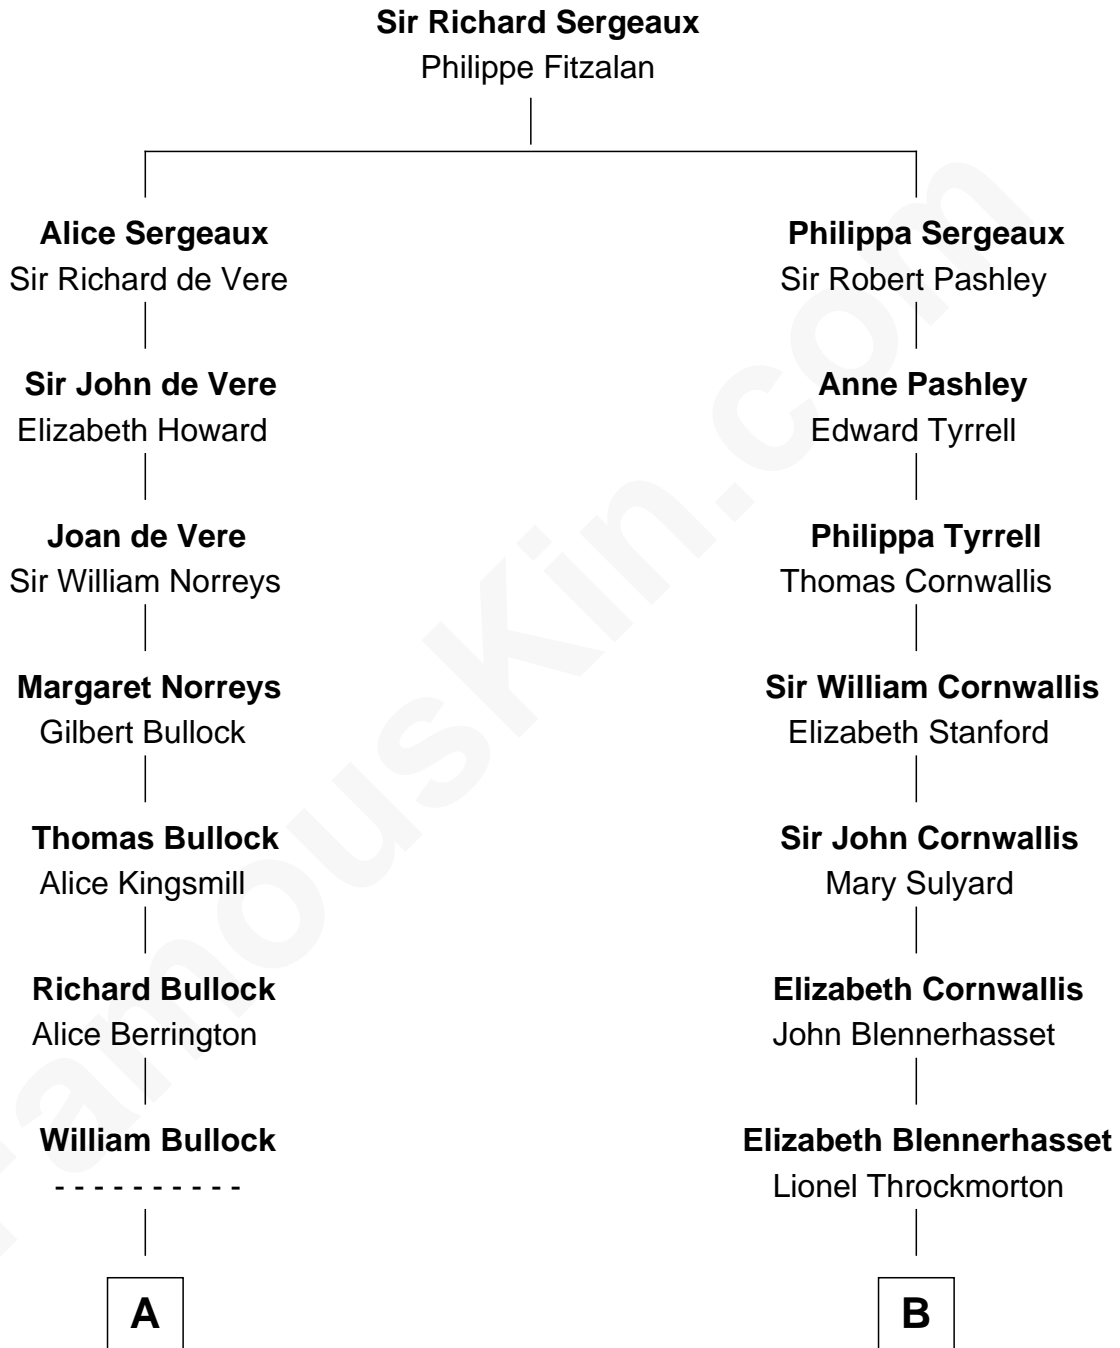 Sir Richard Sergeaux
Philippe Fitzalan
Alice Sergeaux
Sir Richard de Vere
Philippa Sergeaux
Sir Robert Pashley
Sir John de Vere
Elizabeth Howard
Anne Pashley
Edward Tyrrell
Joan de Vere
Sir William Norreys
Philippa Tyrrell
Thomas Cornwallis
Margaret Norreys
Gilbert Bullock
Sir William Cornwallis
Elizabeth Stanford
Thomas Bullock
Alice Kingsmill
Sir John Cornwallis
Mary Sulyard
Richard Bullock
Alice Berrington
Elizabeth Cornwallis
John Blennerhasset
William Bullock
- - - - - - - - - -
Elizabeth Blennerhasset
Lionel Throckmorton
A
B
FamousKin.com